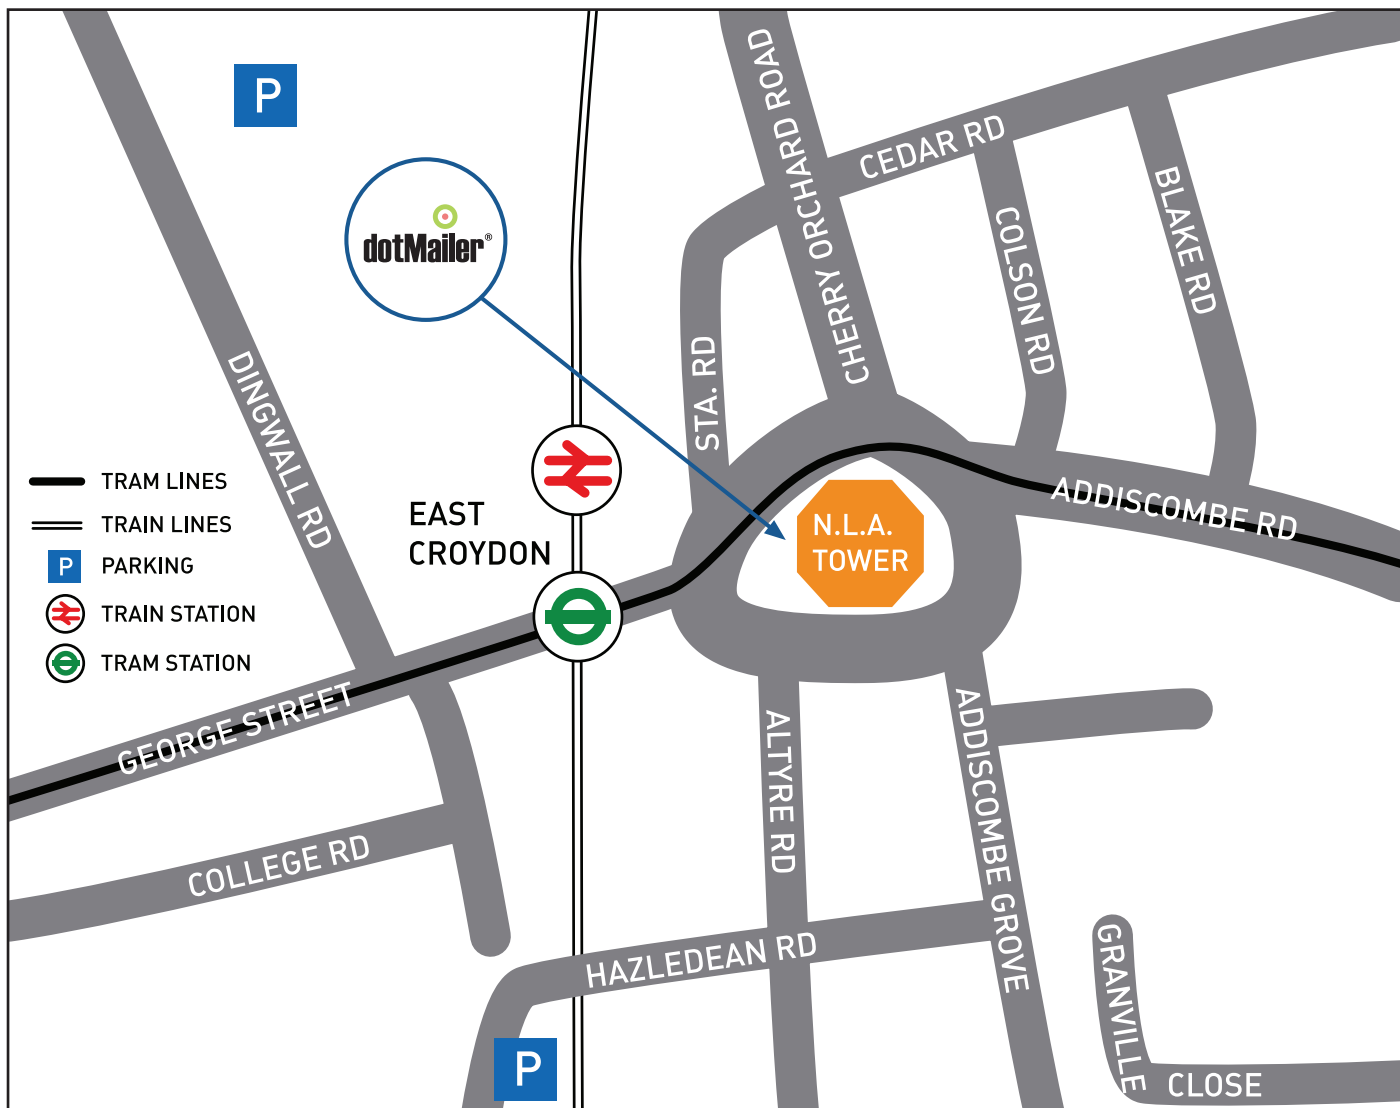 P
dotMailer®
CHERRY ORCHARD ROAD
CEDAR RD
COLSON RD
BLAKE RD
STA. RD
DINGWALL RD
TRAM LINES
TRAIN LINES
P PARKING
TRAIN STATION
TRAM STATION
EAST
CROYDON
N.L.A.
TOWER
ADDISCOMBE RD
GEORGE STREET
COLLEGE RD
ALTYRE RD
ADDISCOMBE GROVE
HAZLEDEAN RD
GRANVILLE
CLOSE
P